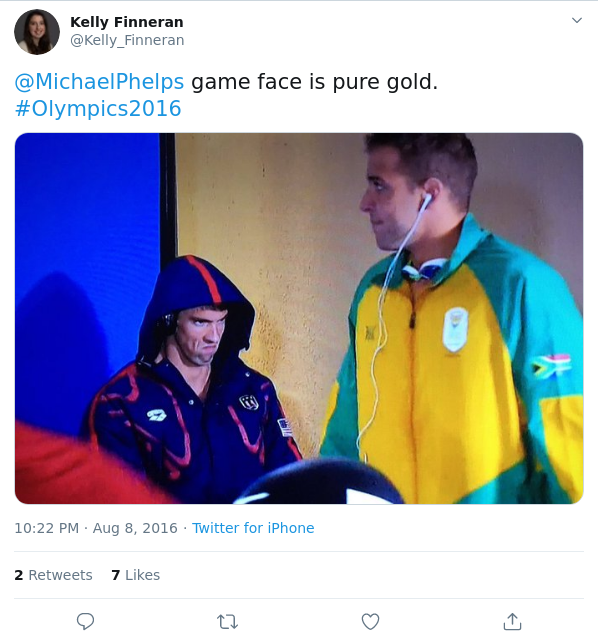 Kelly Finneran
@Kelly_Finneran
@MichaelPhelps game face is pure gold.
#Olympics2016
10:22 PM · Aug 8, 2016 · Twitter for iPhone
2 Retweets 7 Likes